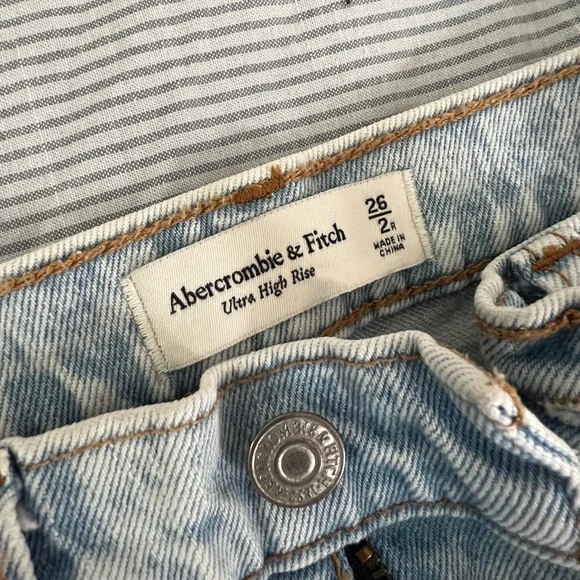 Abercrombie & Fitch
Ultra High Rise
26
2R
MADE IN
CHINA